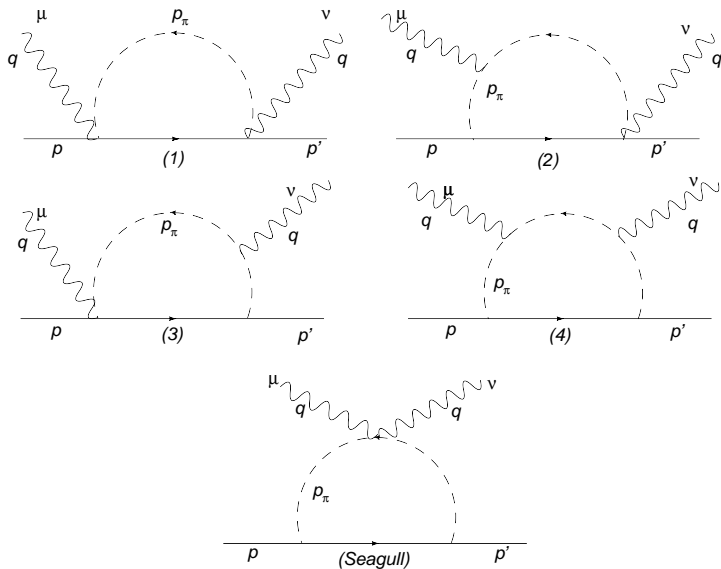 μ p_π ν μ ν
q q q p_π q
p (1) p' p (2) p'
μ ν μ ν
q p_π q q q
p_π
p (3) p' p (4) p'
μ ν
q q
p_π
p (Seagull) p'